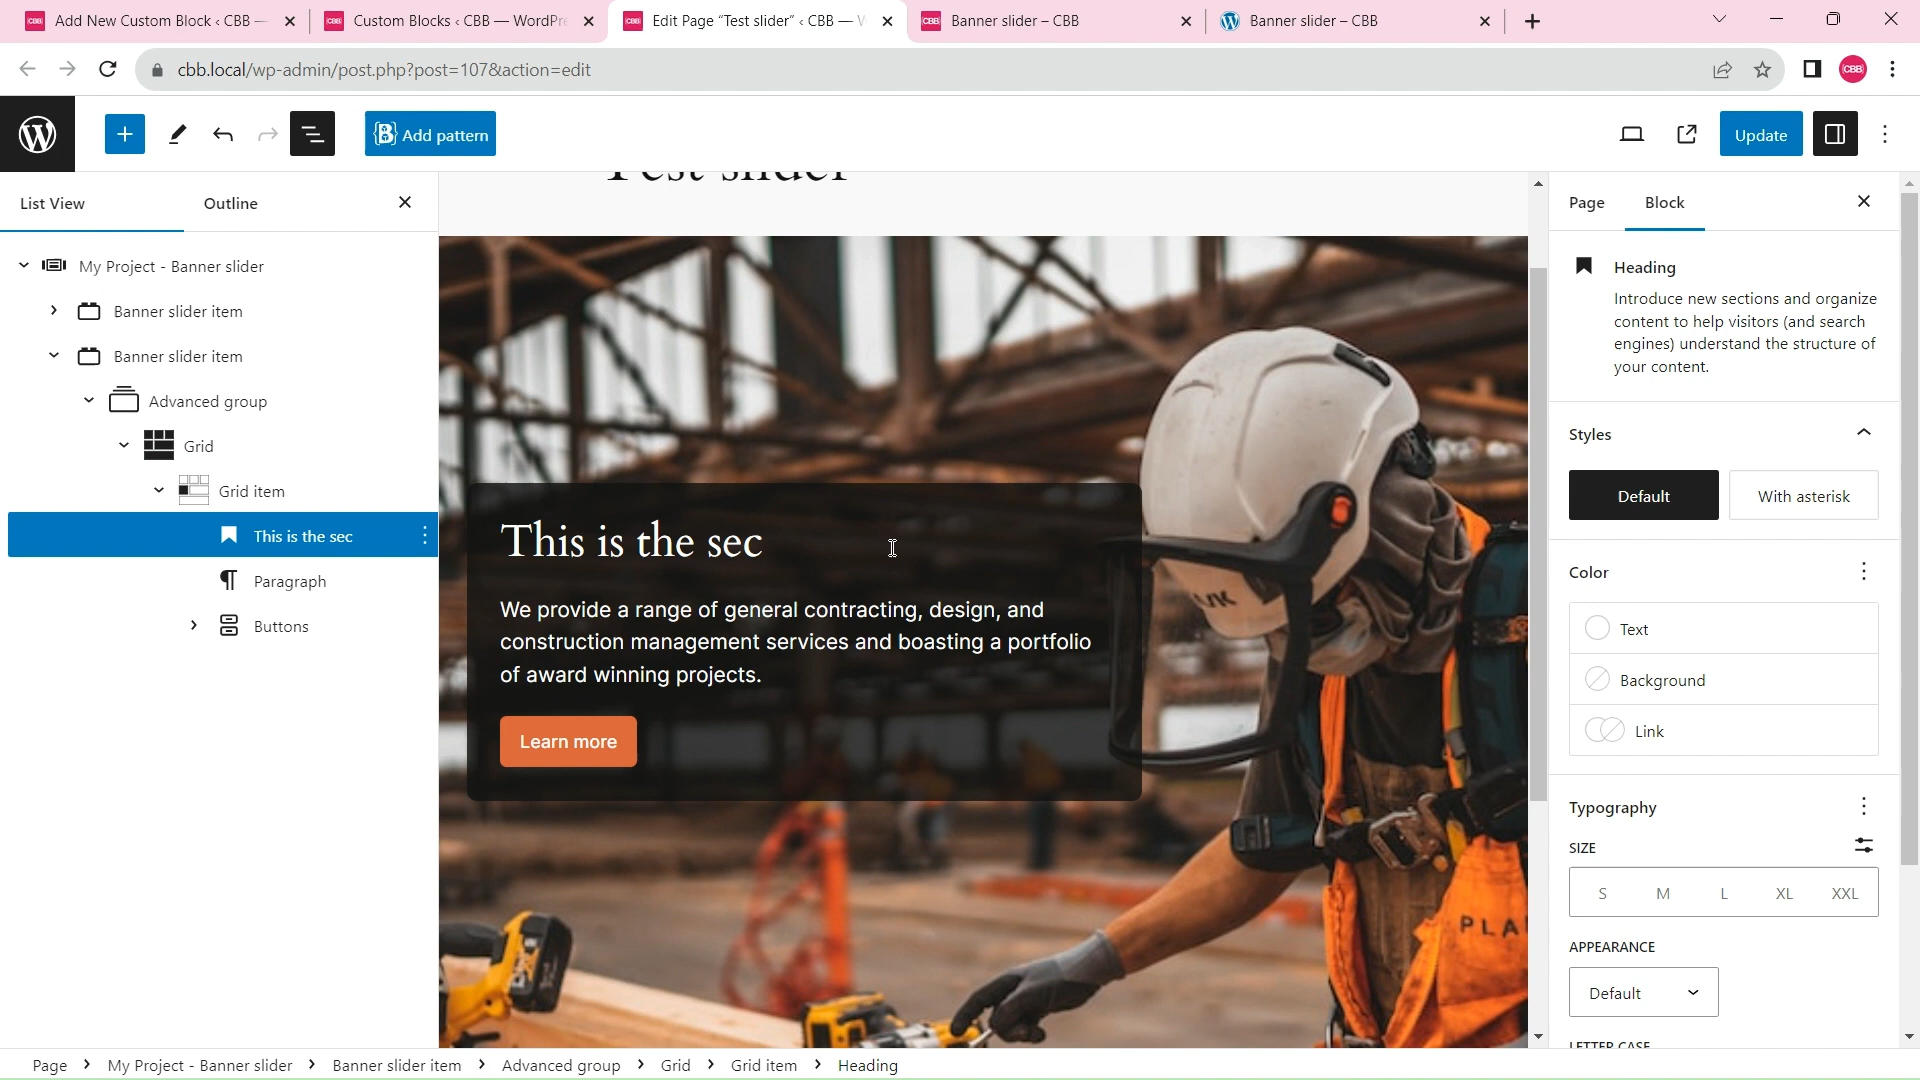 Add New Custom Block ‹ CBB —
Custom Blocks ‹ CBB — WordPre
Edit Page "Test slider" ‹ CBB — W
Banner slider – CBB
Banner slider – CBB
cbb.local/wp-admin/post.php?post=107&action=edit
CBB
Add pattern
Update
List View
Outline
Test slider
Page
Block
My Project - Banner slider
Banner slider item
Banner slider item
Advanced group
Grid
Grid item
This is the sec
Paragraph
Buttons
This is the sec
We provide a range of general contracting, design, and
construction management services and boasting a portfolio
of award winning projects.
Learn more
Heading
Introduce new sections and organize
content to help visitors (and search
engines) understand the structure of
your content.
Styles
Default
With asterisk
Color
Text
Background
Link
Typography
SIZE
S M L XL XXL
APPEARANCE
Default
LETTER CASE
Page > My Project - Banner slider > Banner slider item > Advanced group > Grid > Grid item > Heading